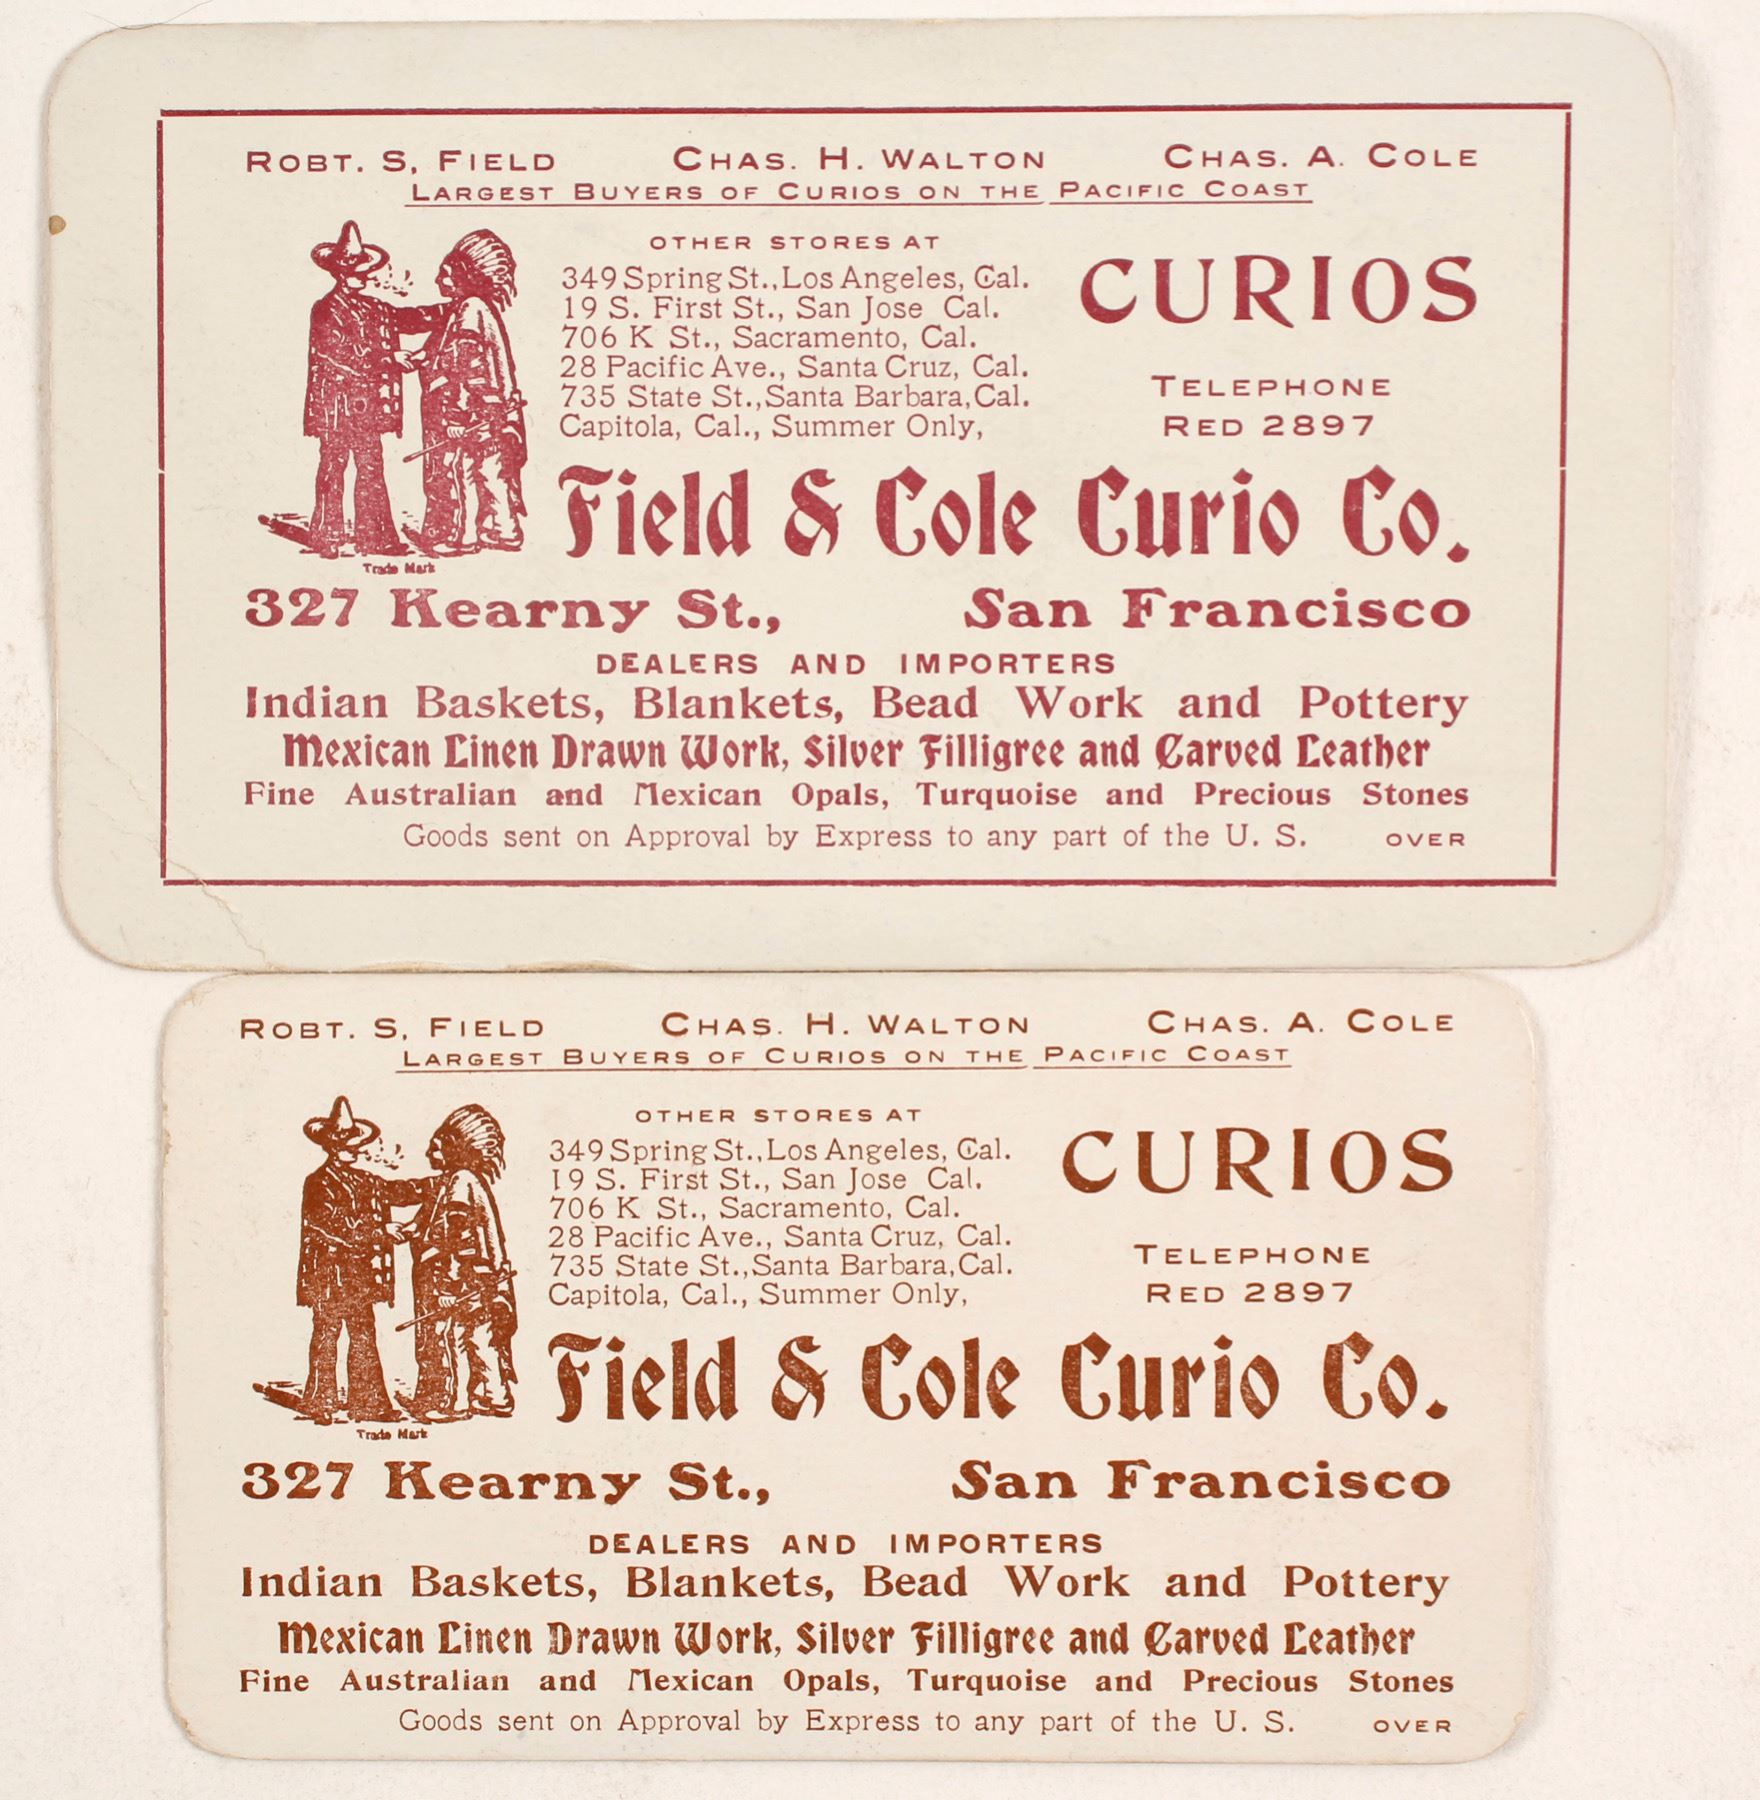 ROBT. S, FIELD CHAS. H. WALTON CHAS. A. COLE
LARGEST BUYERS OF CURIOS ON THE PACIFIC COAST
OTHER STORES AT
349 Spring St., Los Angeles, Cal.
19 S. First St., San Jose Cal.
706 K St., Sacramento, Cal.
28 Pacific Ave., Santa Cruz, Cal.
735 State St., Santa Barbara, Cal.
Capitola, Cal., Summer Only,
CURIOS
TELEPHONE
RED 2897
Field & Cole Curio Co.
Trade Mark
327 Kearny St., San Francisco
DEALERS AND IMPORTERS
Indian Baskets, Blankets, Bead Work and Pottery
Mexican Linen Drawn Work, Silver Filligree and Carved Leather
Fine Australian and Mexican Opals, Turquoise and Precious Stones
Goods sent on Approval by Express to any part of the U. S. OVER
ROBT. S, FIELD CHAS. H. WALTON CHAS. A. COLE
LARGEST BUYERS OF CURIOS ON THE PACIFIC COAST
OTHER STORES AT
349 Spring St., Los Angeles, Cal.
19 S. First St., San Jose Cal.
706 K St., Sacramento, Cal.
28 Pacific Ave., Santa Cruz, Cal.
735 State St., Santa Barbara, Cal.
Capitola, Cal., Summer Only,
CURIOS
TELEPHONE
RED 2897
Field & Cole Curio Co.
Trade Mark
327 Kearny St., San Francisco
DEALERS AND IMPORTERS
Indian Baskets, Blankets, Bead Work and Pottery
Mexican Linen Drawn Work, Silver Filligree and Carved Leather
Fine Australian and Mexican Opals, Turquoise and Precious Stones
Goods sent on Approval by Express to any part of the U. S. OVER